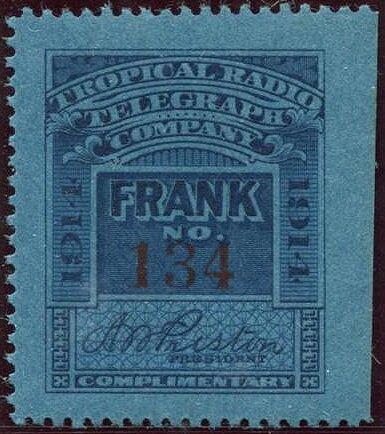 TROPICAL RADIO
TELEGRAPH
COMPANY
1914
FRANK
NO.
134
1914
A W Preston
PRESIDENT
COMPLIMENTARY